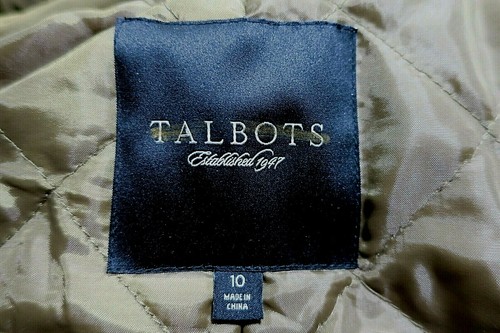 TALBOTS
Established 1947
10
MADE IN
CHINA